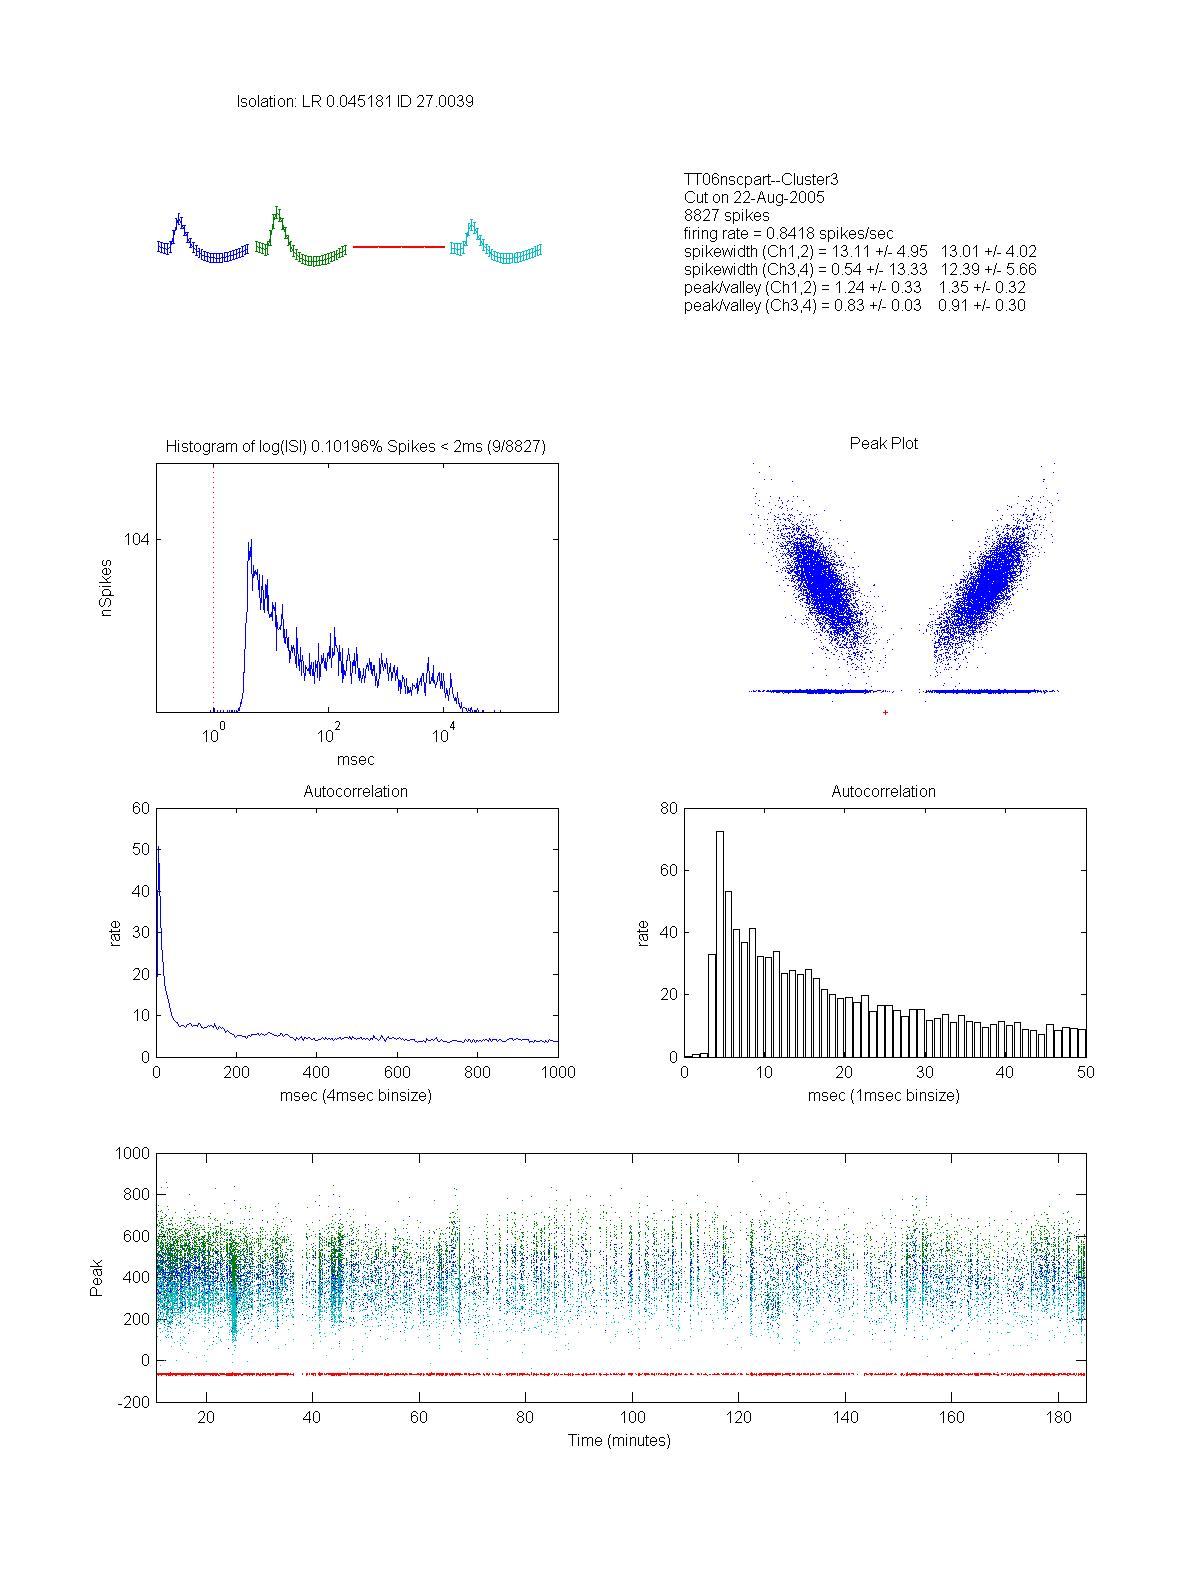 Isolation: LR 0.045181 ID 27.0039
TT06nscpart--Cluster3
Cut on 22-Aug-2005
8827 spikes
firing rate = 0.8418 spikes/sec
spikewidth (Ch1,2) = 13.11 +/- 4.95 13.01 +/- 4.02
spikewidth (Ch3,4) = 0.54 +/- 13.33 12.39 +/- 5.66
peak/valley (Ch1,2) = 1.24 +/- 0.33 1.35 +/- 0.32
peak/valley (Ch3,4) = 0.83 +/- 0.03 0.91 +/- 0.30
Histogram of log(ISI) 0.10196% Spikes < 2ms (9/8827)
104
nSpikes
10^0 10^2 10^4
msec
Peak Plot
Autocorrelation
60
50
40
30
20
10
0
rate
0 200 400 600 800 1000
msec (4msec binsize)
Autocorrelation
80
60
40
20
0
rate
0 10 20 30 40 50
msec (1msec binsize)
1000
800
600
400
200
0
-200
Peak
20 40 60 80 100 120 140 160 180
Time (minutes)